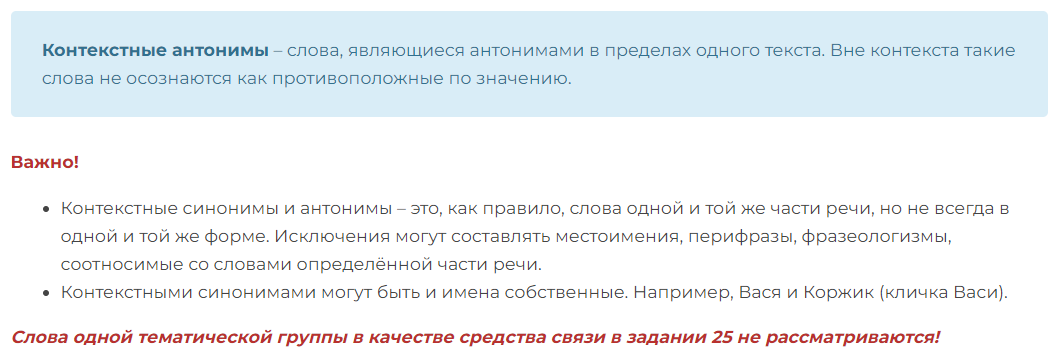 Контекстные антонимы – слова, являющиеся антонимами в пределах одного текста. Вне контекста такие
слова не осознаются как противоположные по значению.
Важно!
• Контекстные синонимы и антонимы – это, как правило, слова одной и той же части речи, но не всегда в
одной и той же форме. Исключения могут составлять местоимения, перифразы, фразеологизмы,
соотносимые со словами определённой части речи.
• Контекстными синонимами могут быть и имена собственные. Например, Вася и Коржик (кличка Васи).
Слова одной тематической группы в качестве средства связи в задании 25 не рассматриваются!